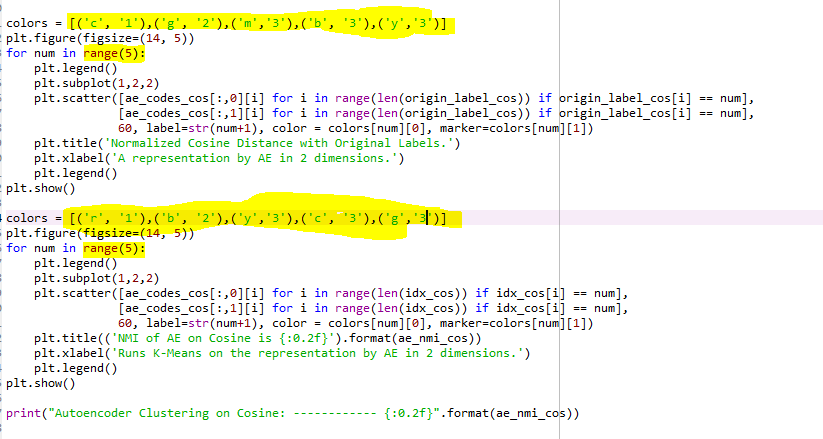 colors = [('c', '1'),('g', '2'),('m','3'),('b', '3'),('y','3')]
plt.figure(figsize=(14, 5))
for num in range(5):
    plt.legend()
    plt.subplot(1,2,2)
    plt.scatter([ae_codes_cos[:,0][i] for i in range(len(origin_label_cos)) if origin_label_cos[i] == num],
                [ae_codes_cos[:,1][i] for i in range(len(origin_label_cos)) if origin_label_cos[i] == num],
                60, label=str(num+1), color = colors[num][0], marker=colors[num][1])
    plt.title('Normalized Cosine Distance with Original Labels.')
    plt.xlabel('A representation by AE in 2 dimensions.')
    plt.legend()
plt.show()
colors = [('r', '1'),('b', '2'),('y','3'),('c', '3'),('g','3')]
plt.figure(figsize=(14, 5))
for num in range(5):
    plt.legend()
    plt.subplot(1,2,2)
    plt.scatter([ae_codes_cos[:,0][i] for i in range(len(idx_cos)) if idx_cos[i] == num],
                [ae_codes_cos[:,1][i] for i in range(len(idx_cos)) if idx_cos[i] == num],
                60, label=str(num+1), color = colors[num][0], marker=colors[num][1])
    plt.title(('NMI of AE on Cosine is {:0.2f}').format(ae_nmi_cos))
    plt.xlabel('Runs K-Means on the representation by AE in 2 dimensions.')
    plt.legend()
plt.show()
print("Autoencoder Clustering on Cosine: ------------ {:0.2f}".format(ae_nmi_cos))